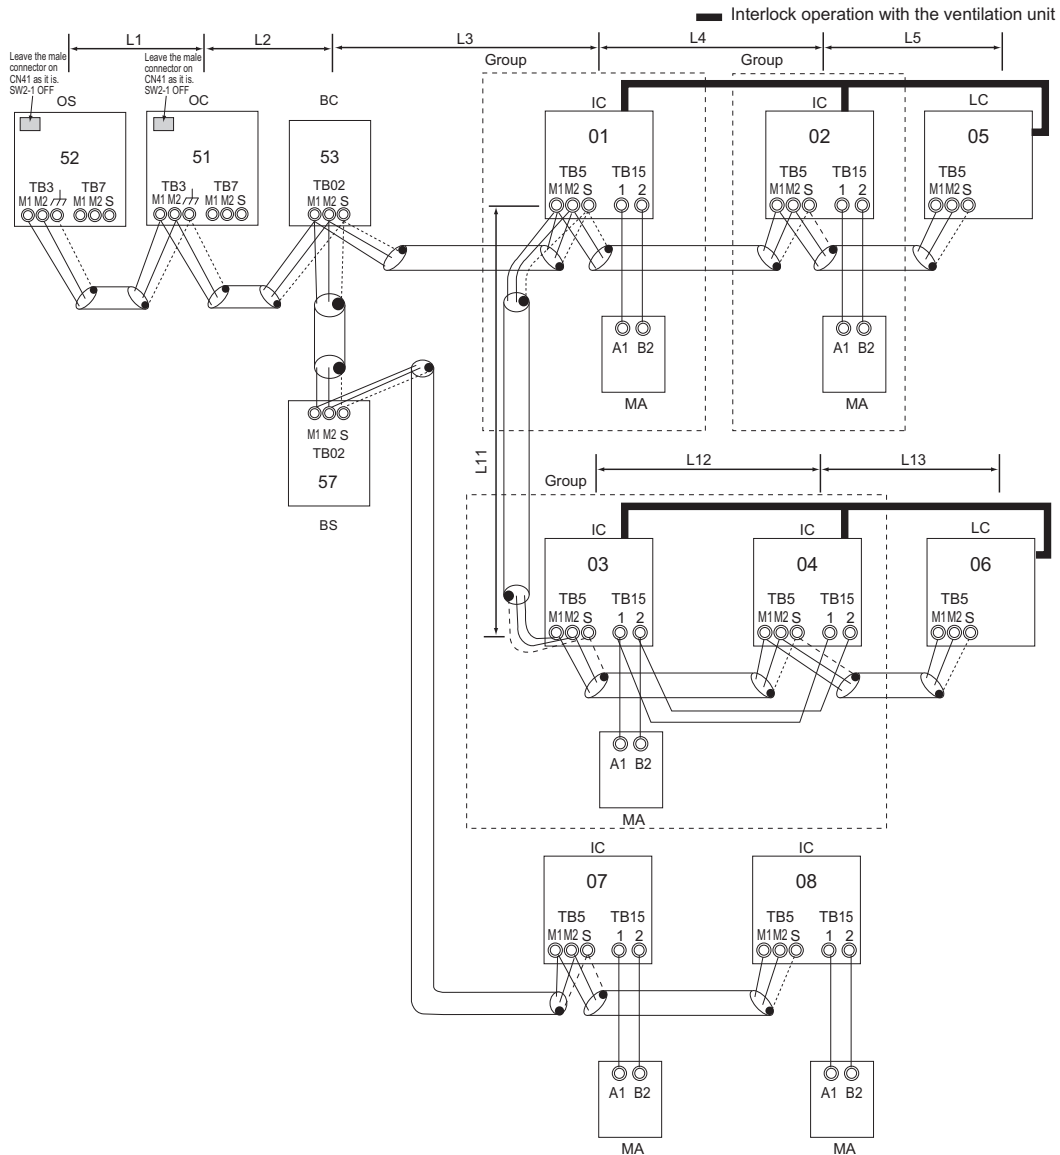 Interlock operation with the ventilation unit
L1 L2 L3 L4 L5
Leave the male
connector on
CN41 as it is.
SW2-1 OFF
Leave the male
connector on
CN41 as it is.
SW2-1 OFF
Group Group
OS OC BC IC IC LC
52 51 53 01 02 05
TB3 TB7 TB3 TB7 TB02 TB5 TB15 TB5 TB15 TB5
M1 M2 M1 M2 S M1 M2 M1 M2 S M1 M2 S M1 M2 S 1 2 M1 M2 S 1 2 M1 M2 S
A1 B2 A1 B2
MA MA
M1 M2 S
TB02
57
BS
L11
L12 L13
Group
IC IC LC
03 04 06
TB5 TB15 TB5 TB15 TB5
M1 M2 S 1 2 M1 M2 S 1 2 M1 M2 S
A1 B2
MA
IC IC
07 08
TB5 TB15 TB5 TB15
M1 M2 S 1 2 M1 M2 S 1 2
A1 B2 A1 B2
MA MA